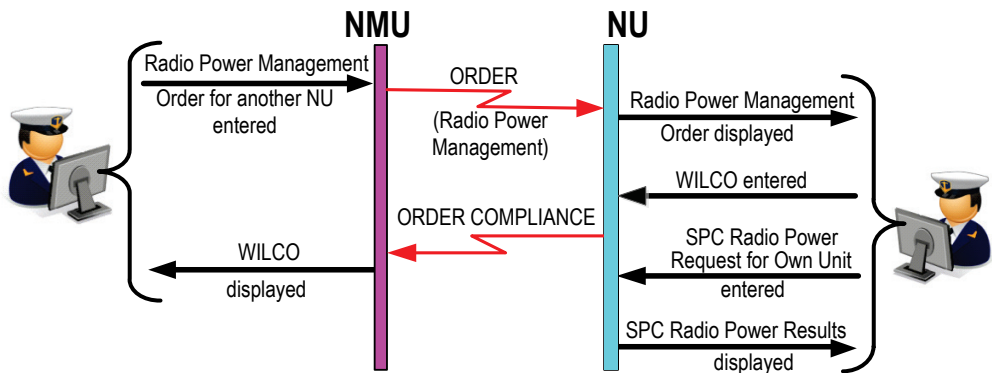 NMU
NU
Radio Power Management
Order for another NU
entered
ORDER
(Radio Power
Management)
Radio Power Management
Order displayed
WILCO entered
ORDER COMPLIANCE
WILCO
displayed
SPC Radio Power
Request for Own Unit
entered
SPC Radio Power Results
displayed